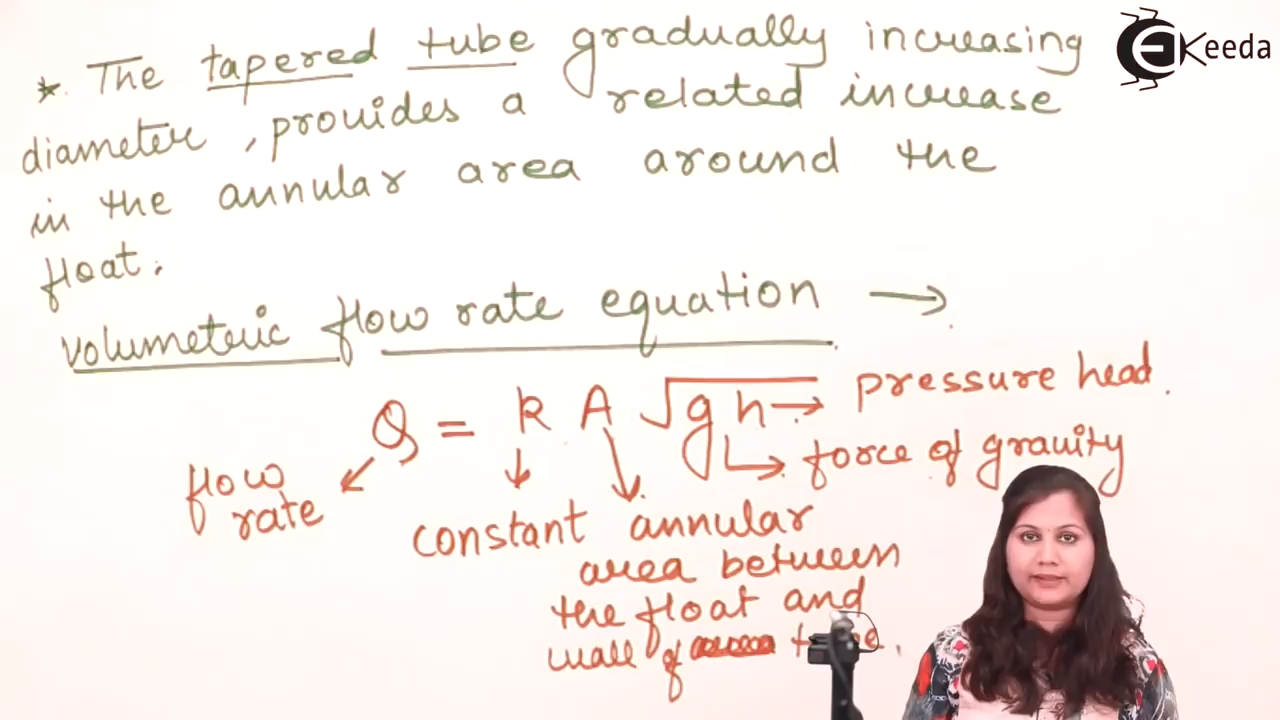 Ekeeda
* The tapered tube gradually increasing
diameter, provides a related increase
in the annular area around the
float.
volumetric flow rate equation →
Q = k A √gh → pressure head.
force of gravity
flow
rate
constant annular
area between
the float and
wall of